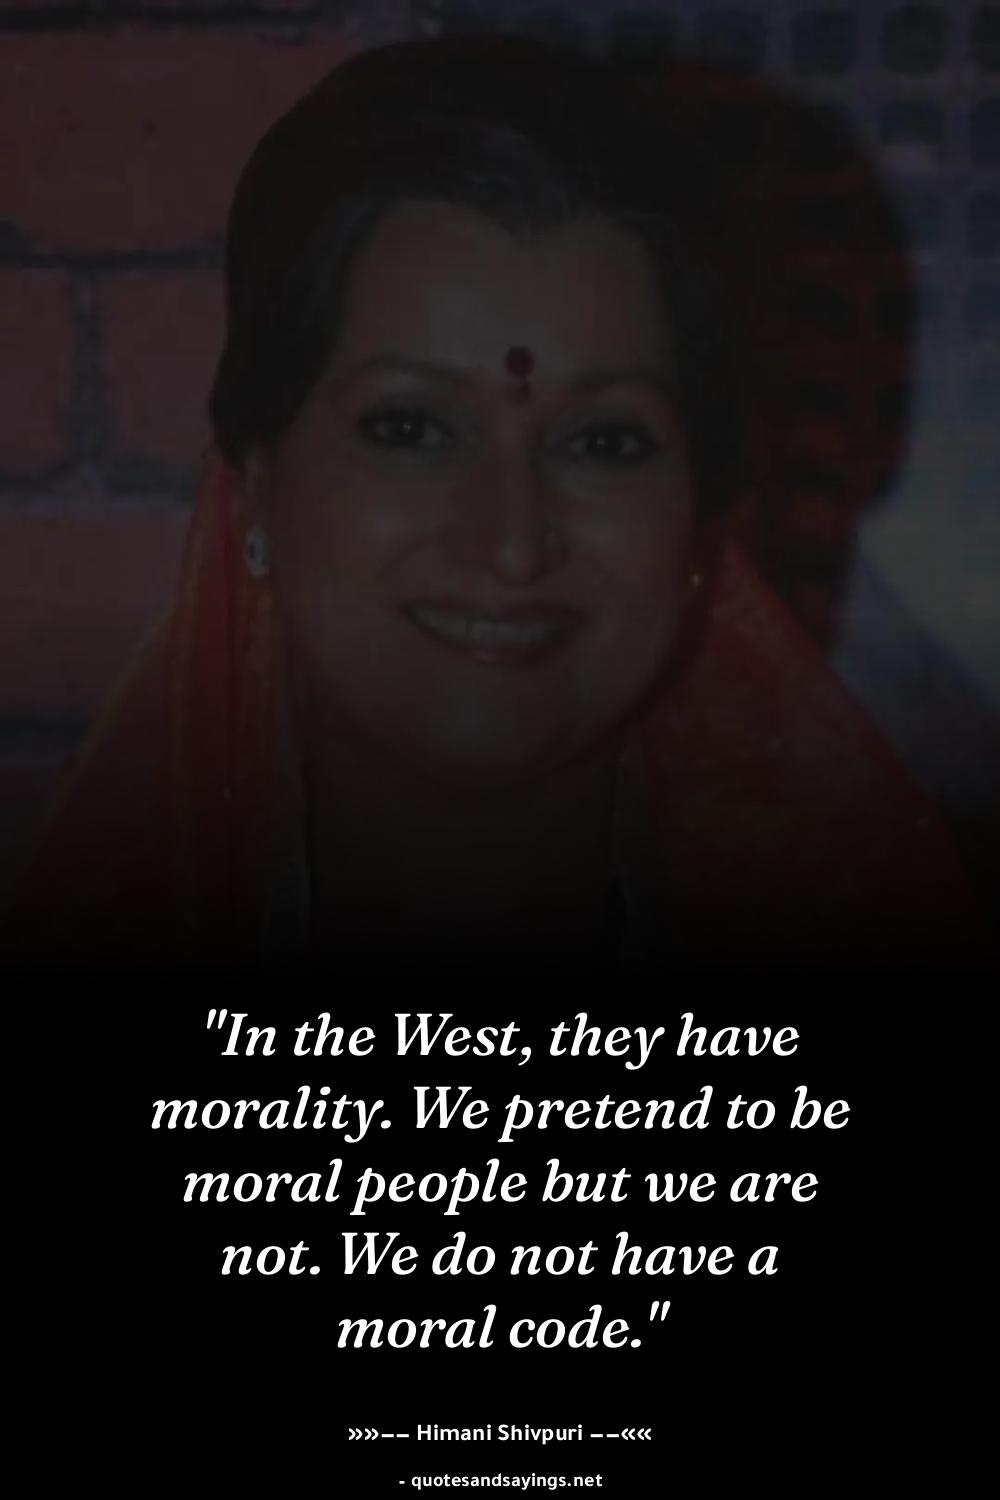 "In the West, they have
morality. We pretend to be
moral people but we are
not. We do not have a
moral code."
»»–– Himani Shivpuri ––««
- quotesandsayings.net